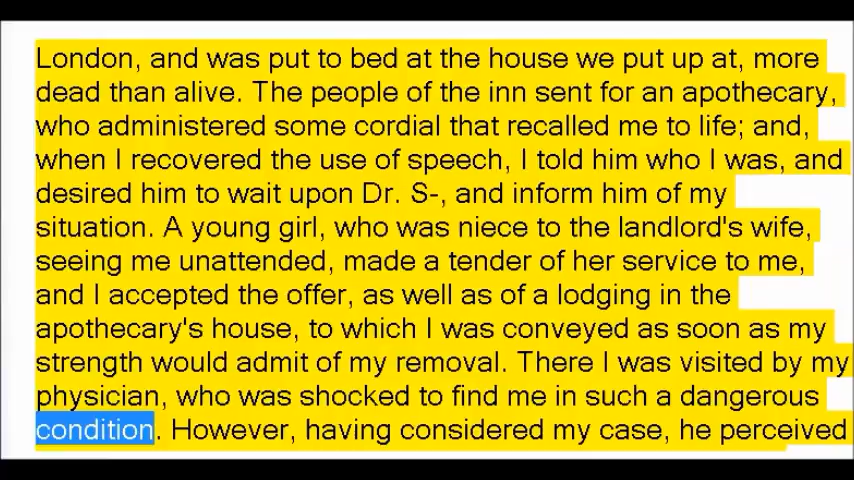 London, and was put to bed at the house we put up at, more
dead than alive. The people of the inn sent for an apothecary,
who administered some cordial that recalled me to life; and,
when I recovered the use of speech, I told him who I was, and
desired him to wait upon Dr. S-, and inform him of my
situation. A young girl, who was niece to the landlord's wife,
seeing me unattended, made a tender of her service to me,
and I accepted the offer, as well as of a lodging in the
apothecary's house, to which I was conveyed as soon as my
strength would admit of my removal. There I was visited by my
physician, who was shocked to find me in such a dangerous
condition. However, having considered my case, he perceived